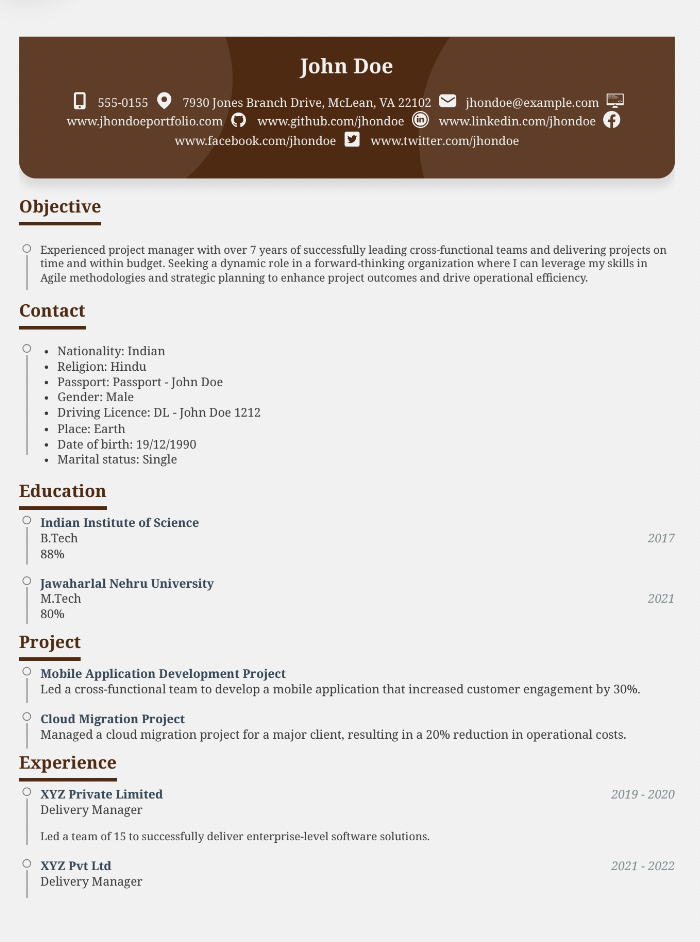 John Doe
555-0155 7930 Jones Branch Drive, McLean, VA 22102 jhondoe@example.com
www.jhondoeportfolio.com www.github.com/jhondoe www.linkedin.com/jhondoe
www.facebook.com/jhondoe www.twitter.com/jhondoe
Objective
Experienced project manager with over 7 years of successfully leading cross-functional teams and delivering projects on
time and within budget. Seeking a dynamic role in a forward-thinking organization where I can leverage my skills in
Agile methodologies and strategic planning to enhance project outcomes and drive operational efficiency.
Contact
• Nationality: Indian
• Religion: Hindu
• Passport: Passport - John Doe
• Gender: Male
• Driving Licence: DL - John Doe 1212
• Place: Earth
• Date of birth: 19/12/1990
• Marital status: Single
Education
Indian Institute of Science
B.Tech 2017
88%
Jawaharlal Nehru University
M.Tech 2021
80%
Project
Mobile Application Development Project
Led a cross-functional team to develop a mobile application that increased customer engagement by 30%.
Cloud Migration Project
Managed a cloud migration project for a major client, resulting in a 20% reduction in operational costs.
Experience
XYZ Private Limited 2019 - 2020
Delivery Manager
Led a team of 15 to successfully deliver enterprise-level software solutions.
XYZ Pvt Ltd 2021 - 2022
Delivery Manager